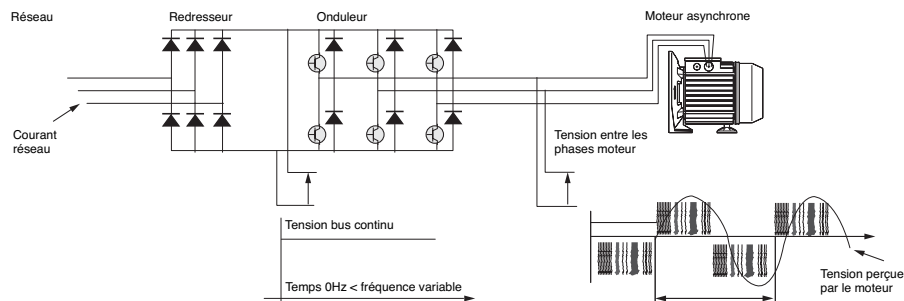 Réseau
Redresseur
Onduleur
Moteur asynchrone
Courant
réseau
Tension entre les
phases moteur
Tension bus continu
Temps 0Hz < fréquence variable
Tension perçue
par le moteur